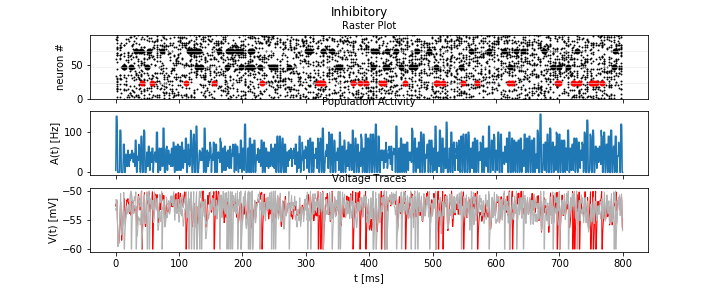 Inhibitory
Raster Plot
neuron #
50
0
Population Activity
A(t) [Hz]
100
0
Voltage Traces
V(t) [mV]
−50
−55
−60
0 100 200 300 400 500 600 700 800
t [ms]